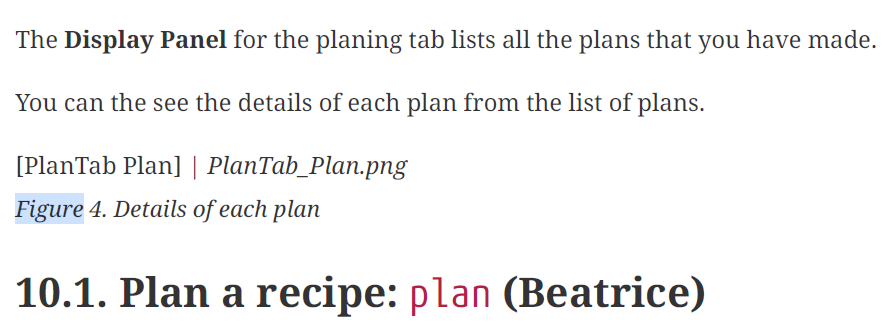 The Display Panel for the planing tab lists all the plans that you have made.
You can the see the details of each plan from the list of plans.
[PlanTab Plan] | PlanTab_Plan.png
Figure 4. Details of each plan
10.1. Plan a recipe: plan (Beatrice)